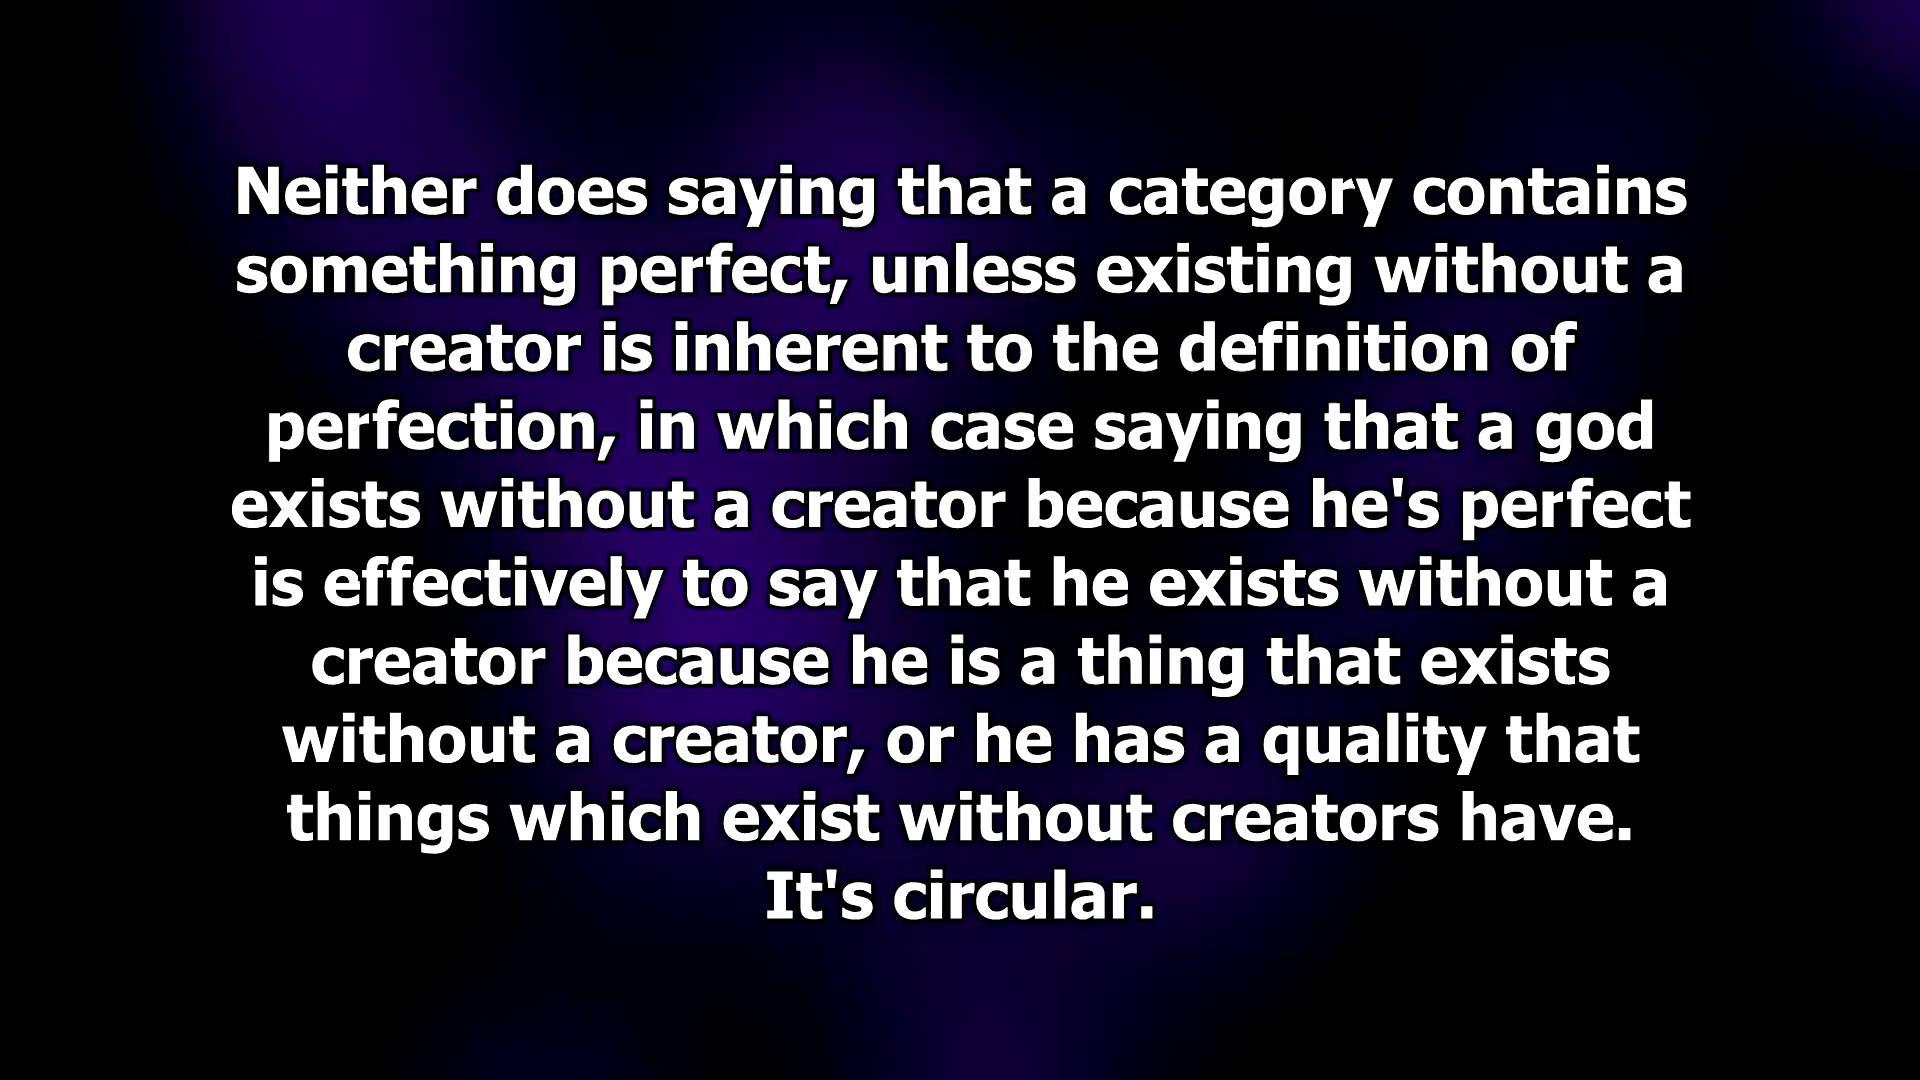 Neither does saying that a category contains
something perfect, unless existing without a
creator is inherent to the definition of
perfection, in which case saying that a god
exists without a creator because he's perfect
is effectively to say that he exists without a
creator because he is a thing that exists
without a creator, or he has a quality that
things which exist without creators have.
It's circular.